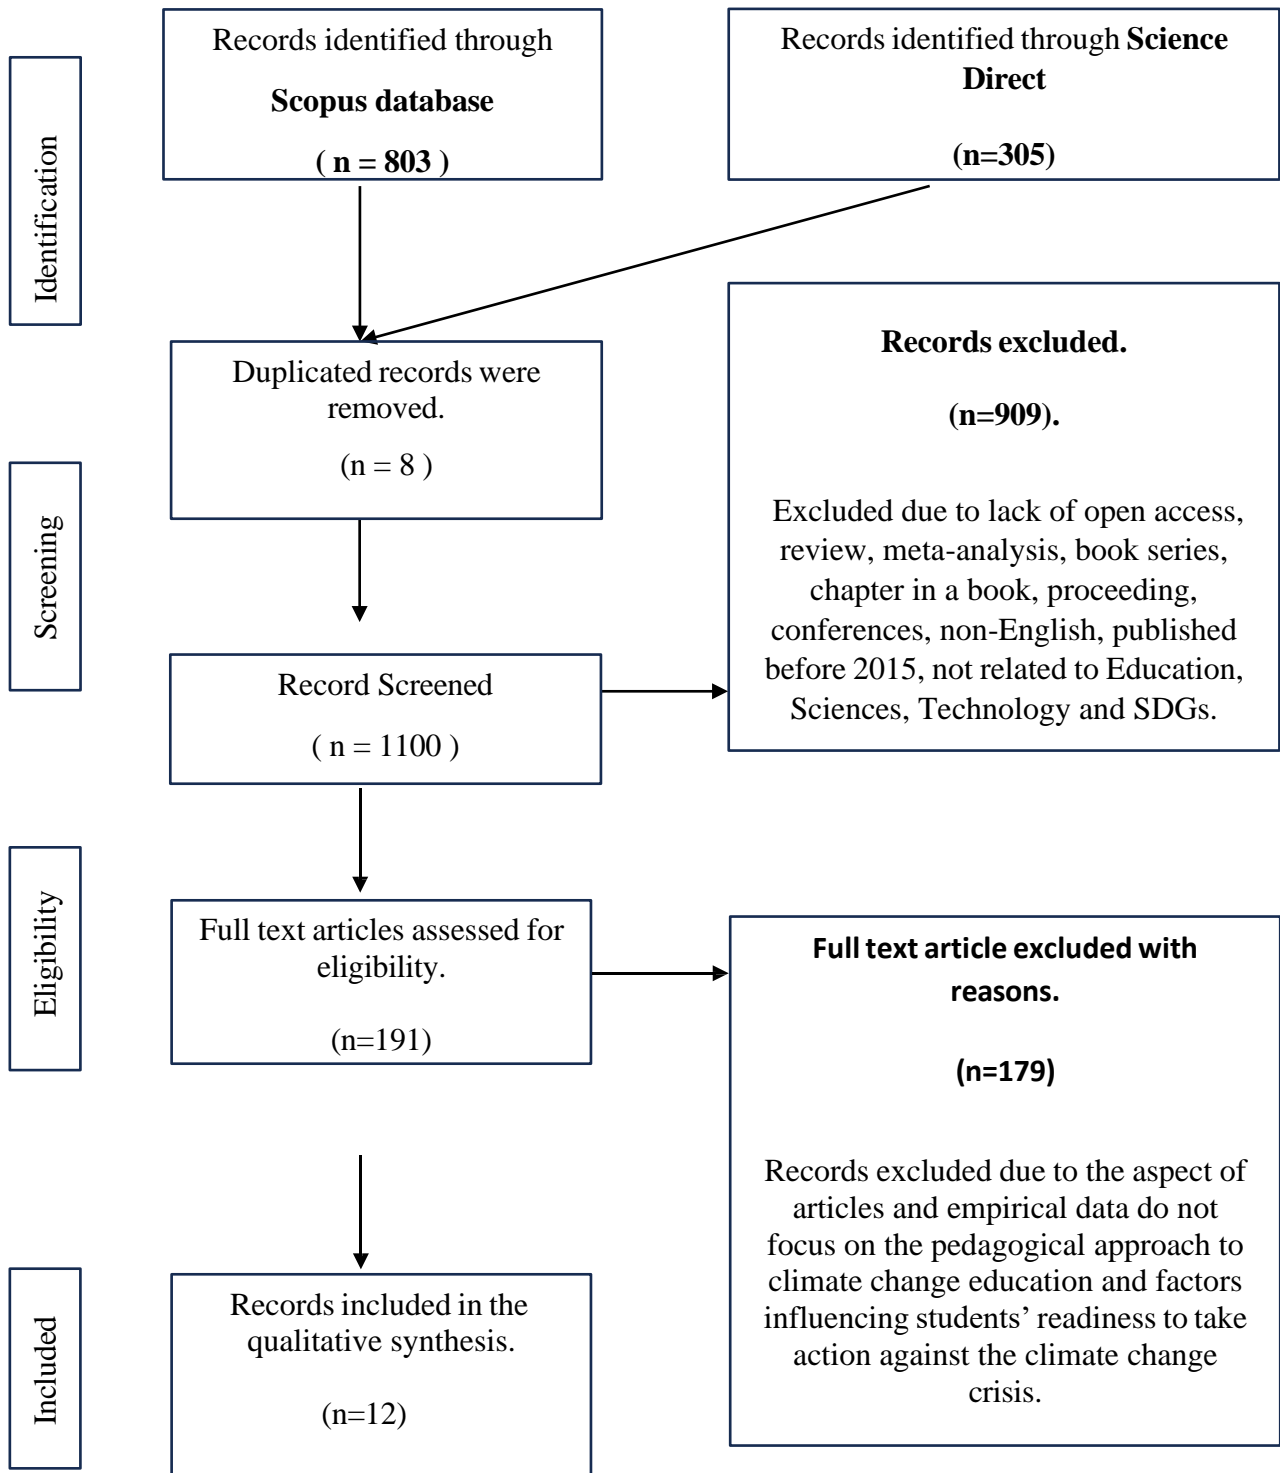 Identification
Records identified through
Scopus database
( n = 803 )
Records identified through Science
Direct
(n=305)
Duplicated records were
removed.
(n = 8 )
Records excluded.
(n=909).
Excluded due to lack of open access,
review, meta-analysis, book series,
chapter in a book, proceeding,
conferences, non-English, published
before 2015, not related to Education,
Sciences, Technology and SDGs.
Screening
Record Screened
( n = 1100 )
Eligibility
Full text articles assessed for
eligibility.
(n=191)
Full text article excluded with
reasons.
(n=179)
Records excluded due to the aspect of
articles and empirical data do not
focus on the pedagogical approach to
climate change education and factors
influencing students’ readiness to take
action against the climate change
crisis.
Included
Records included in the
qualitative synthesis.
(n=12)